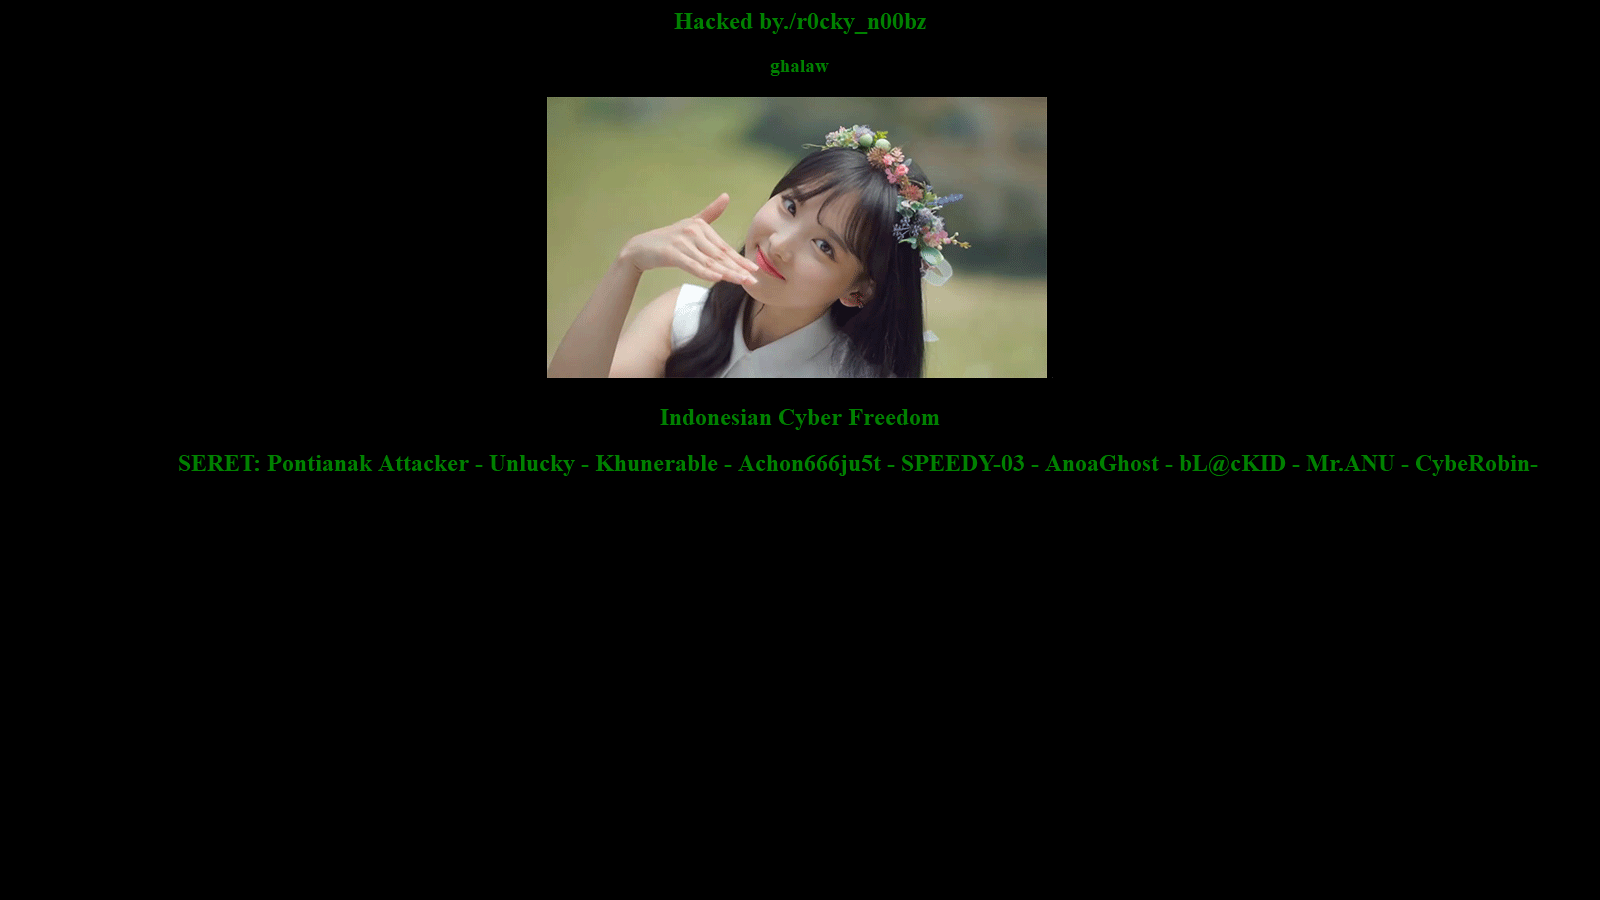 Hacked by./r0cky_n00bz
ghalaw
Indonesian Cyber Freedom
SERET: Pontianak Attacker - Unlucky - Khunerable - Achon666ju5t - SPEEDY-03 - AnoaGhost - bL@cKID - Mr.ANU - CybeRobin-